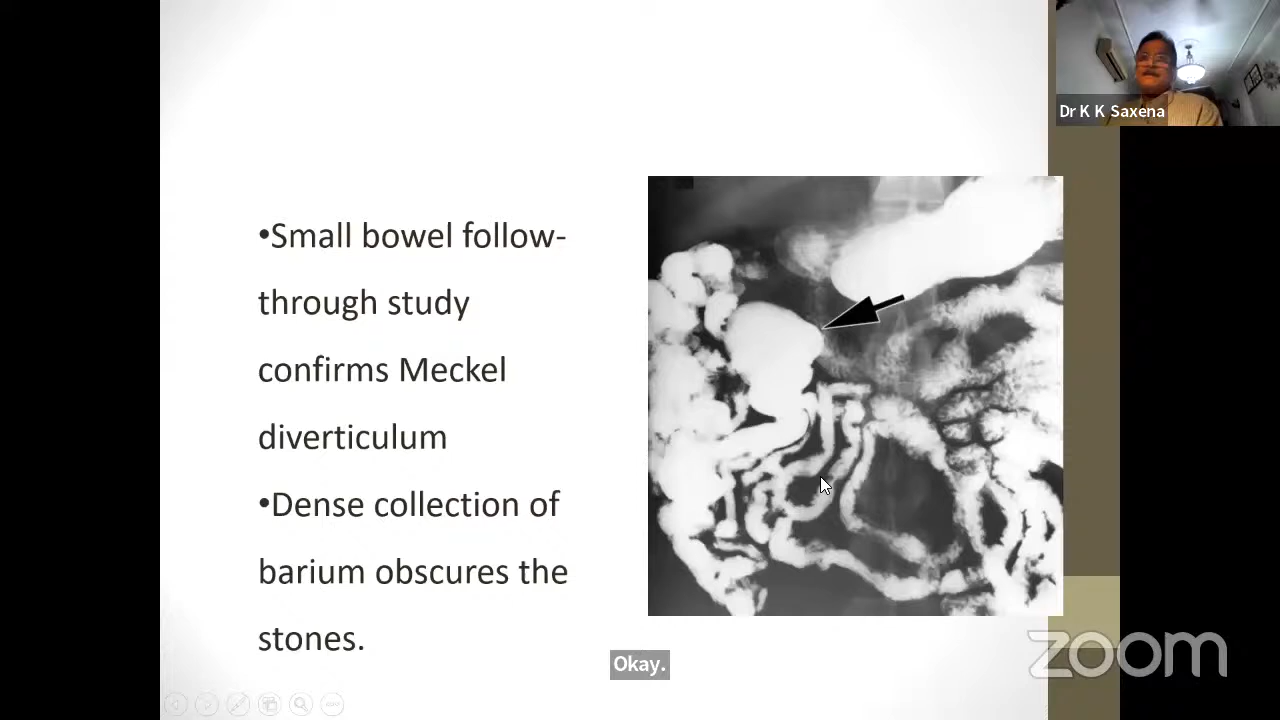 Dr K K Saxena
•Small bowel follow-
through study
confirms Meckel
diverticulum
•Dense collection of
barium obscures the
stones.
Okay.
zoom